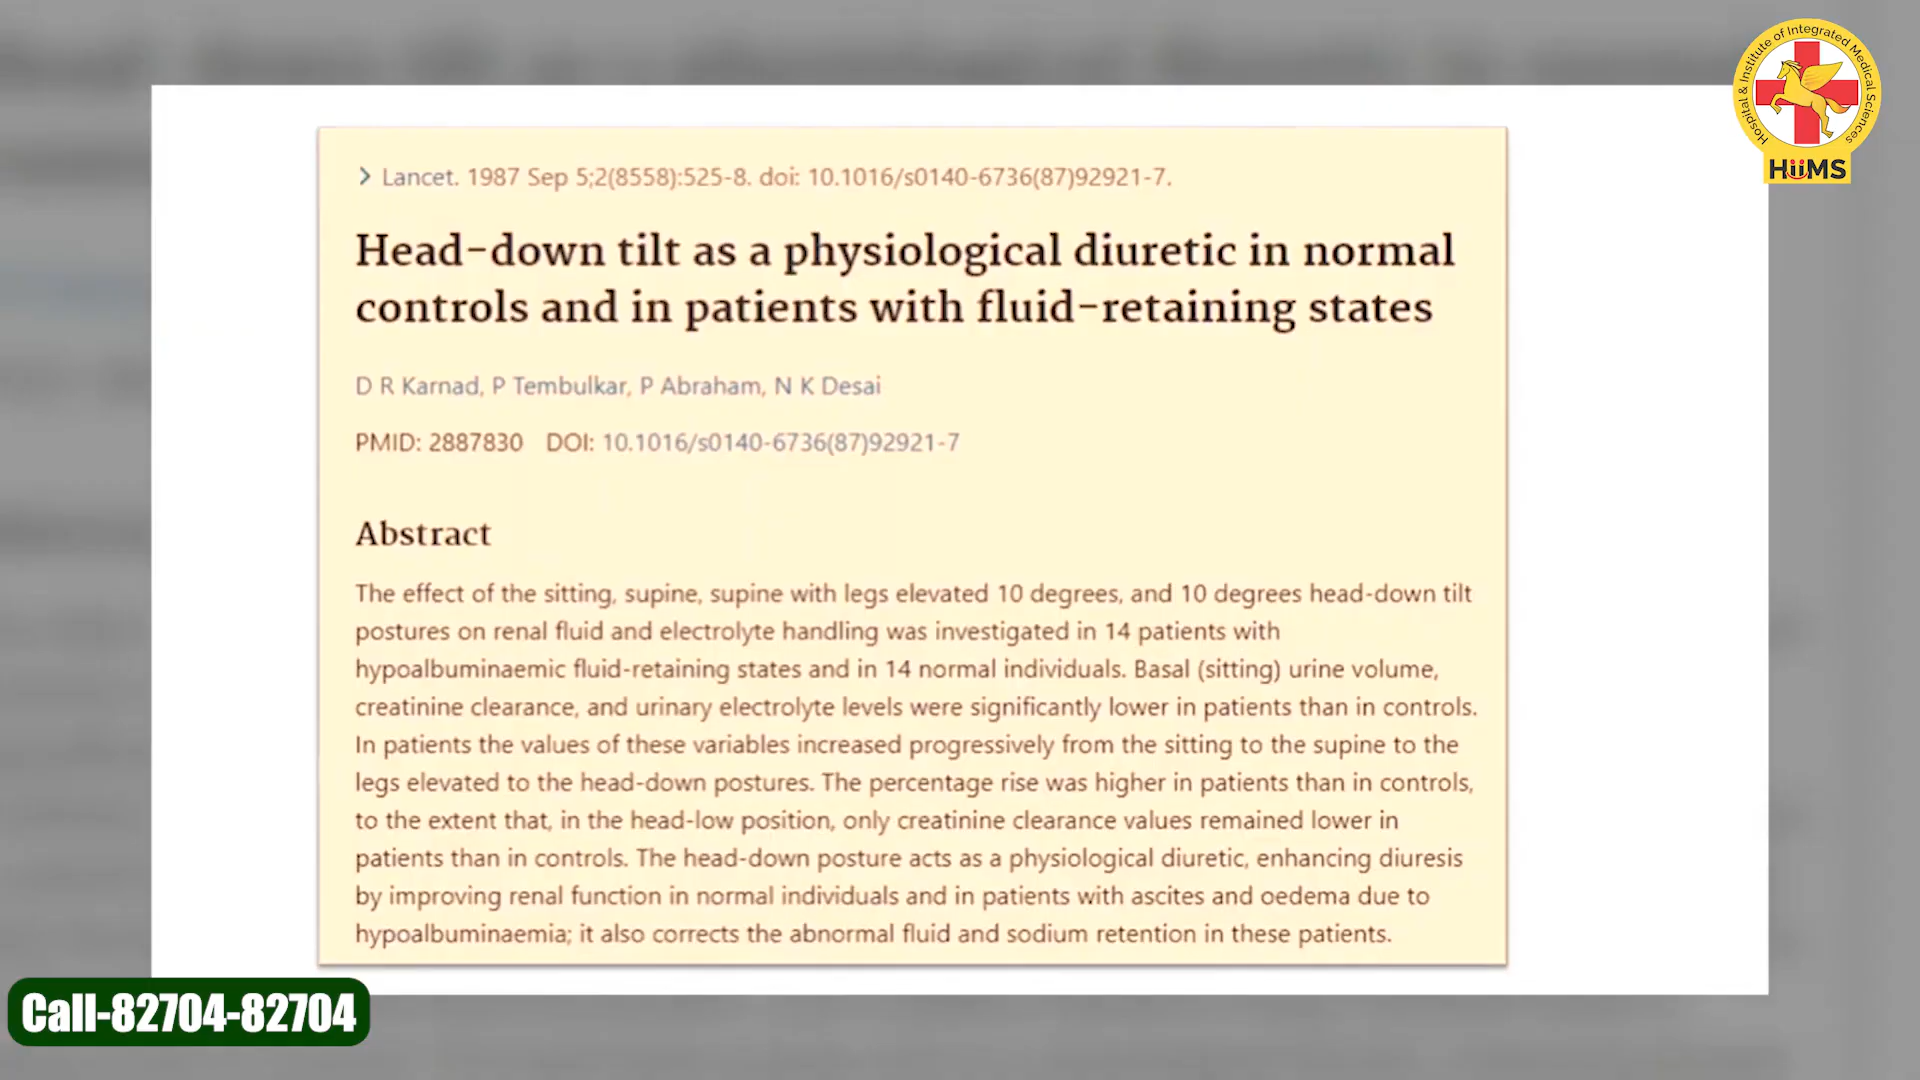 Hospital & Institute of Integrated Medical Sciences
HiiMS
> Lancet. 1987 Sep 5;2(8558):525-8. doi: 10.1016/s0140-6736(87)92921-7.
Head-down tilt as a physiological diuretic in normal
controls and in patients with fluid-retaining states
D R Karnad, P Tembulkar, P Abraham, N K Desai
PMID: 2887830 DOI: 10.1016/s0140-6736(87)92921-7
Abstract
The effect of the sitting, supine, supine with legs elevated 10 degrees, and 10 degrees head-down tilt
postures on renal fluid and electrolyte handling was investigated in 14 patients with
hypoalbuminaemic fluid-retaining states and in 14 normal individuals. Basal (sitting) urine volume,
creatinine clearance, and urinary electrolyte levels were significantly lower in patients than in controls.
In patients the values of these variables increased progressively from the sitting to the supine to the
legs elevated to the head-down postures. The percentage rise was higher in patients than in controls,
to the extent that, in the head-low position, only creatinine clearance values remained lower in
patients than in controls. The head-down posture acts as a physiological diuretic, enhancing diuresis
by improving renal function in normal individuals and in patients with ascites and oedema due to
hypoalbuminaemia; it also corrects the abnormal fluid and sodium retention in these patients.
Call-82704-82704